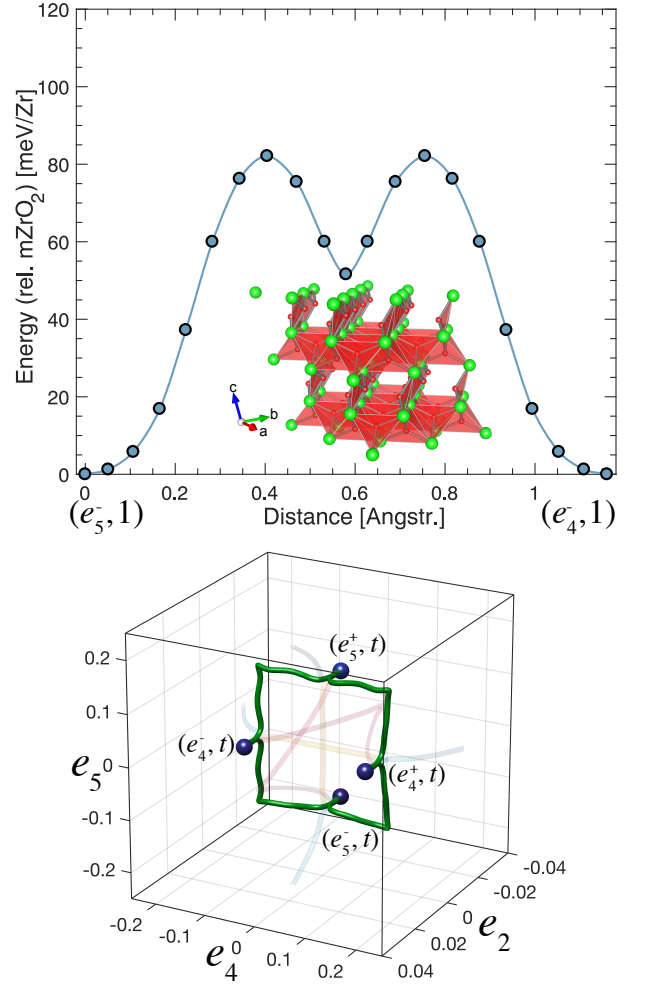 120
100
80
60
40
20
0
Energy (rel. mZrO₂) [meV/Zr]
c
b
a
0 0.2 0.4 0.6 0.8 1
(e₅⁻,1) Distance [Angstr.] (e₄⁻,1)
(e₅⁺, t)
(e₄⁻, t)
(e₄⁺, t)
(e₅⁻, t)
0.2
0.1
0
-0.1
-0.2
e₅
-0.2 -0.1 0 0.1 0.2
e₄
0.04 0.02 0 -0.02 -0.04
e₂